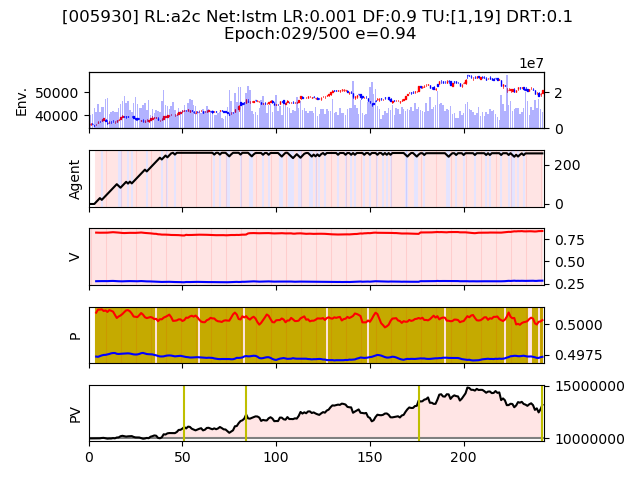 [005930] RL:a2c Net:lstm LR:0.001 DF:0.9 TU:[1,19] DRT:0.1
Epoch:029/500 e=0.94
1e7
Env.
50000
40000
2
0
Agent
200
0
V
0.75
0.50
0.25
P
0.5000
0.4975
PV
15000000
10000000
0 50 100 150 200